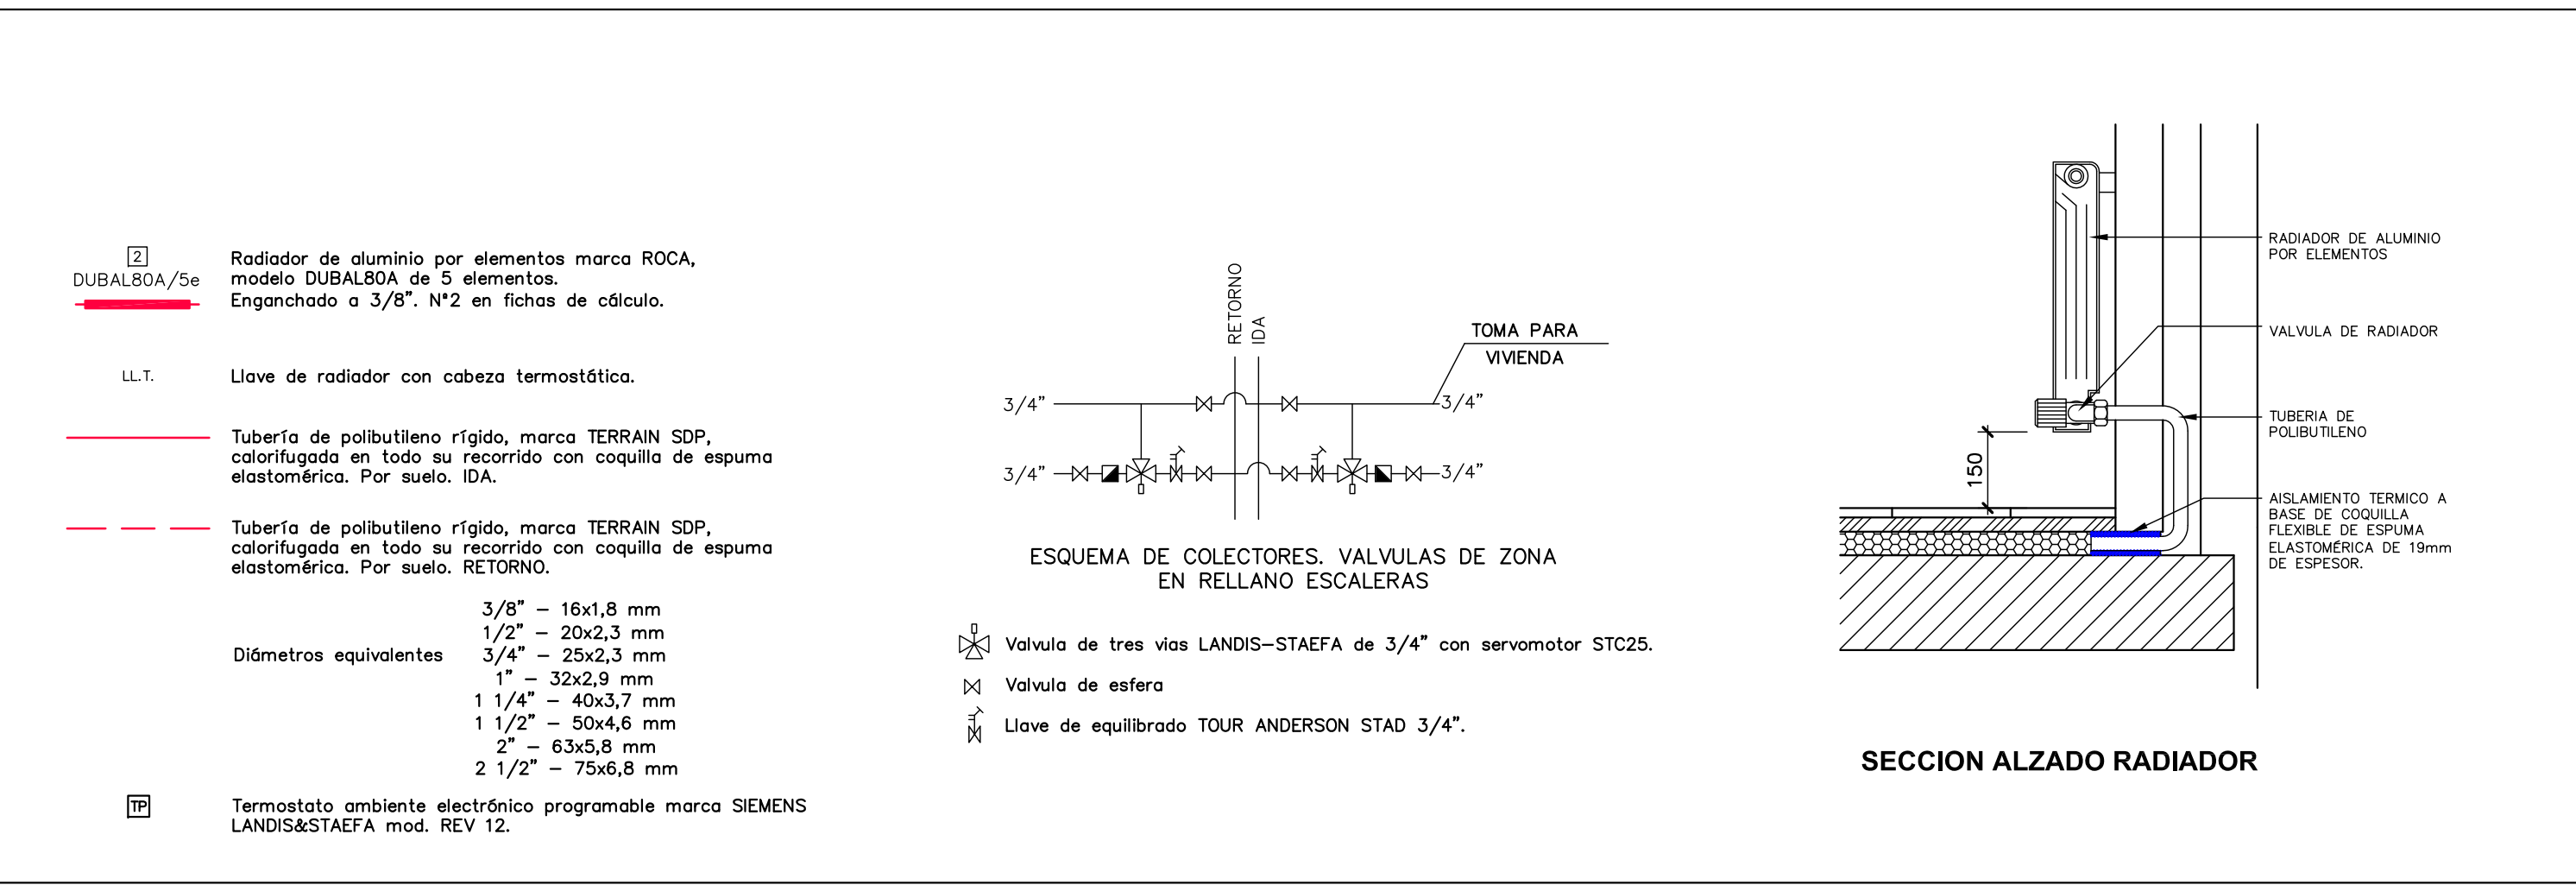 2
DUBAL80A/5e
Radiador de aluminio por elementos marca ROCA,
modelo DUBAL80A de 5 elementos.
Enganchado a 3/8". Nº2 en fichas de cálculo.
LL.T.
Llave de radiador con cabeza termostática.
Tubería de polibutileno rígido, marca TERRAIN SDP,
calorifugada en todo su recorrido con coquilla de espuma
elastomérica. Por suelo. IDA.
Tubería de polibutileno rígido, marca TERRAIN SDP,
calorifugada en todo su recorrido con coquilla de espuma
elastomérica. Por suelo. RETORNO.
Diámetros equivalentes
3/8" – 16x1,8 mm
1/2" – 20x2,3 mm
3/4" – 25x2,3 mm
1" – 32x2,9 mm
1 1/4" – 40x3,7 mm
1 1/2" – 50x4,6 mm
2" – 63x5,8 mm
2 1/2" – 75x6,8 mm
TP
Termostato ambiente electrónico programable marca SIEMENS
LANDIS&STAEFA mod. REV 12.
RETORNO
IDA
TOMA PARA
VIVIENDA
3/4"
3/4"
3/4"
3/4"
ESQUEMA DE COLECTORES. VALVULAS DE ZONA
EN RELLANO ESCALERAS
Valvula de tres vias LANDIS–STAEFA de 3/4" con servomotor STC25.
Valvula de esfera
Llave de equilibrado TOUR ANDERSON STAD 3/4".
RADIADOR DE ALUMINIO
POR ELEMENTOS
VALVULA DE RADIADOR
TUBERIA DE
POLIBUTILENO
150
AISLAMIENTO TERMICO A
BASE DE COQUILLA
FLEXIBLE DE ESPUMA
ELASTOMÉRICA DE 19mm
DE ESPESOR.
SECCION ALZADO RADIADOR